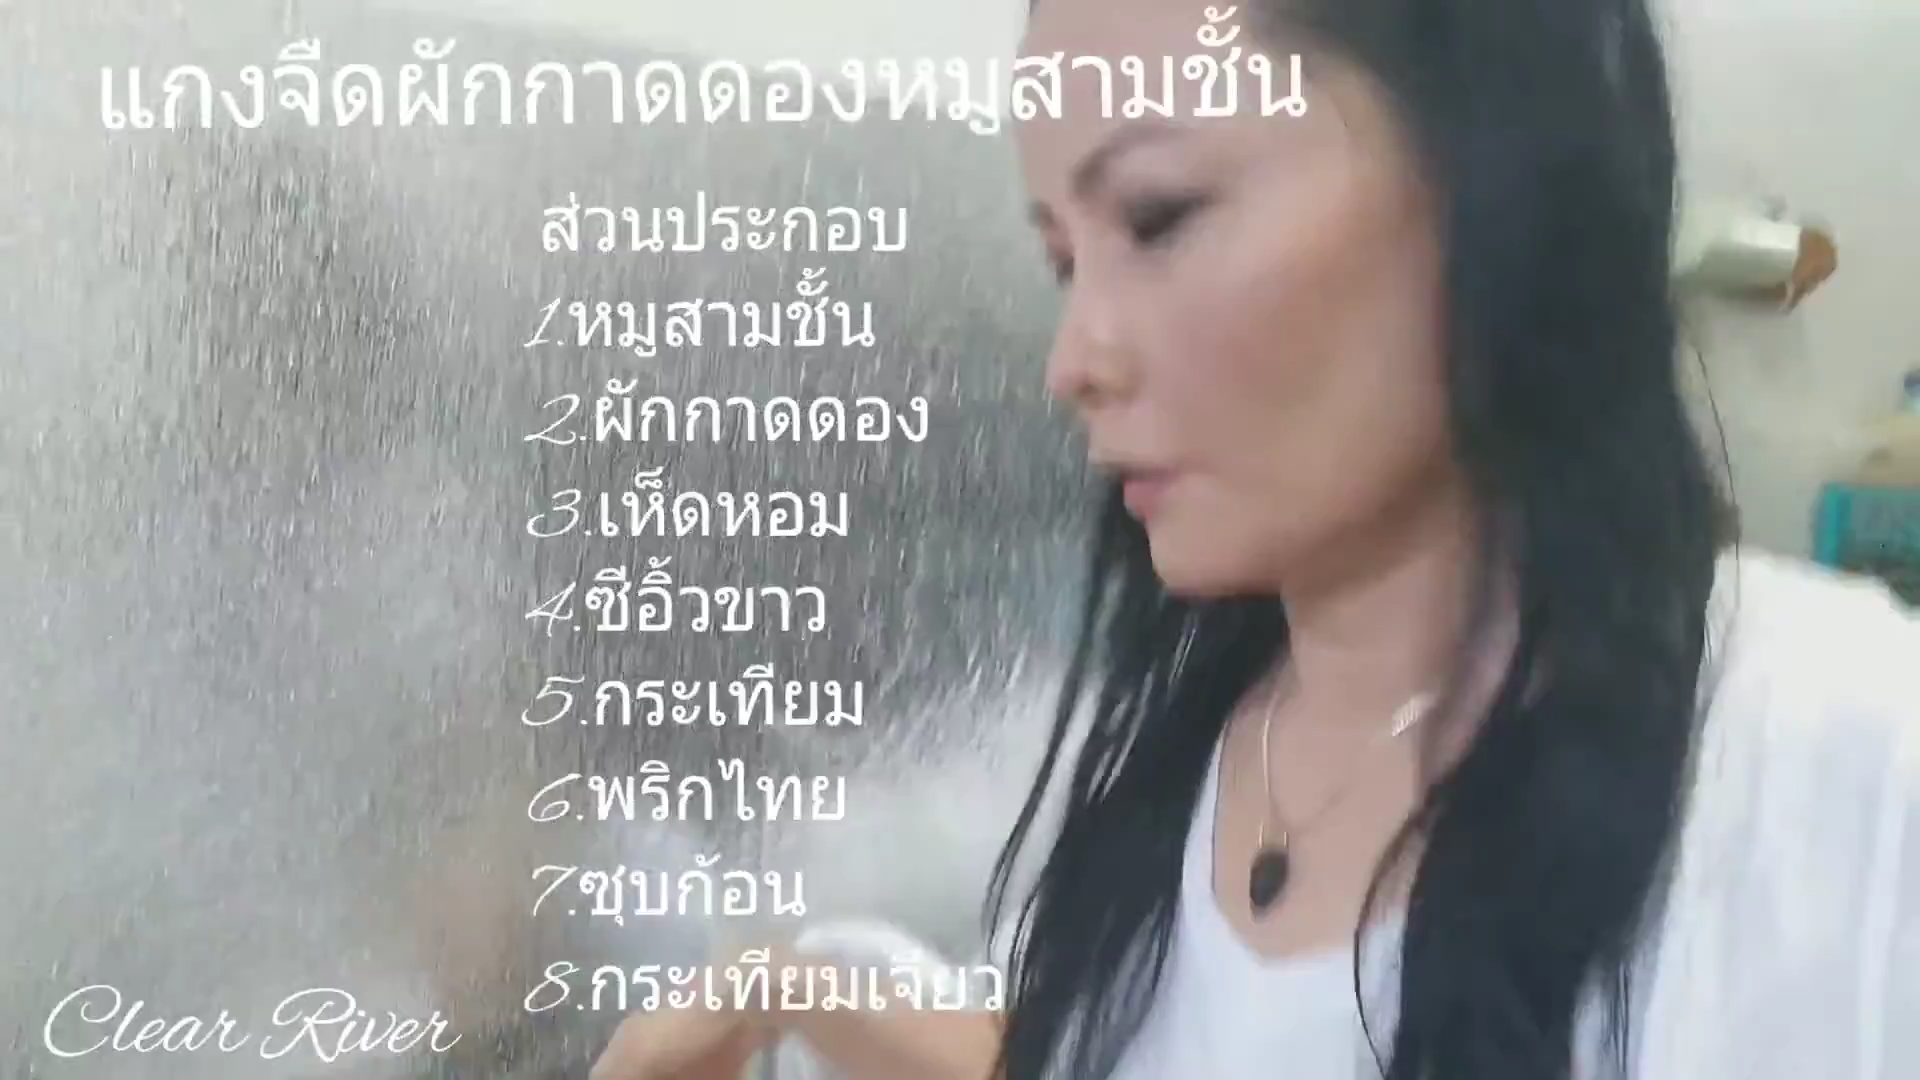 แกงจืดผักกาดดองหมูสามชั้น
ส่วนประกอบ
1.หมูสามชั้น
2.ผักกาดดอง
3.เห็ดหอม
4.ซีอิ้วขาว
5.กระเทียม
6.พริกไทย
7.ซุบก้อน
8.กระเทียมเจียว
Clear River